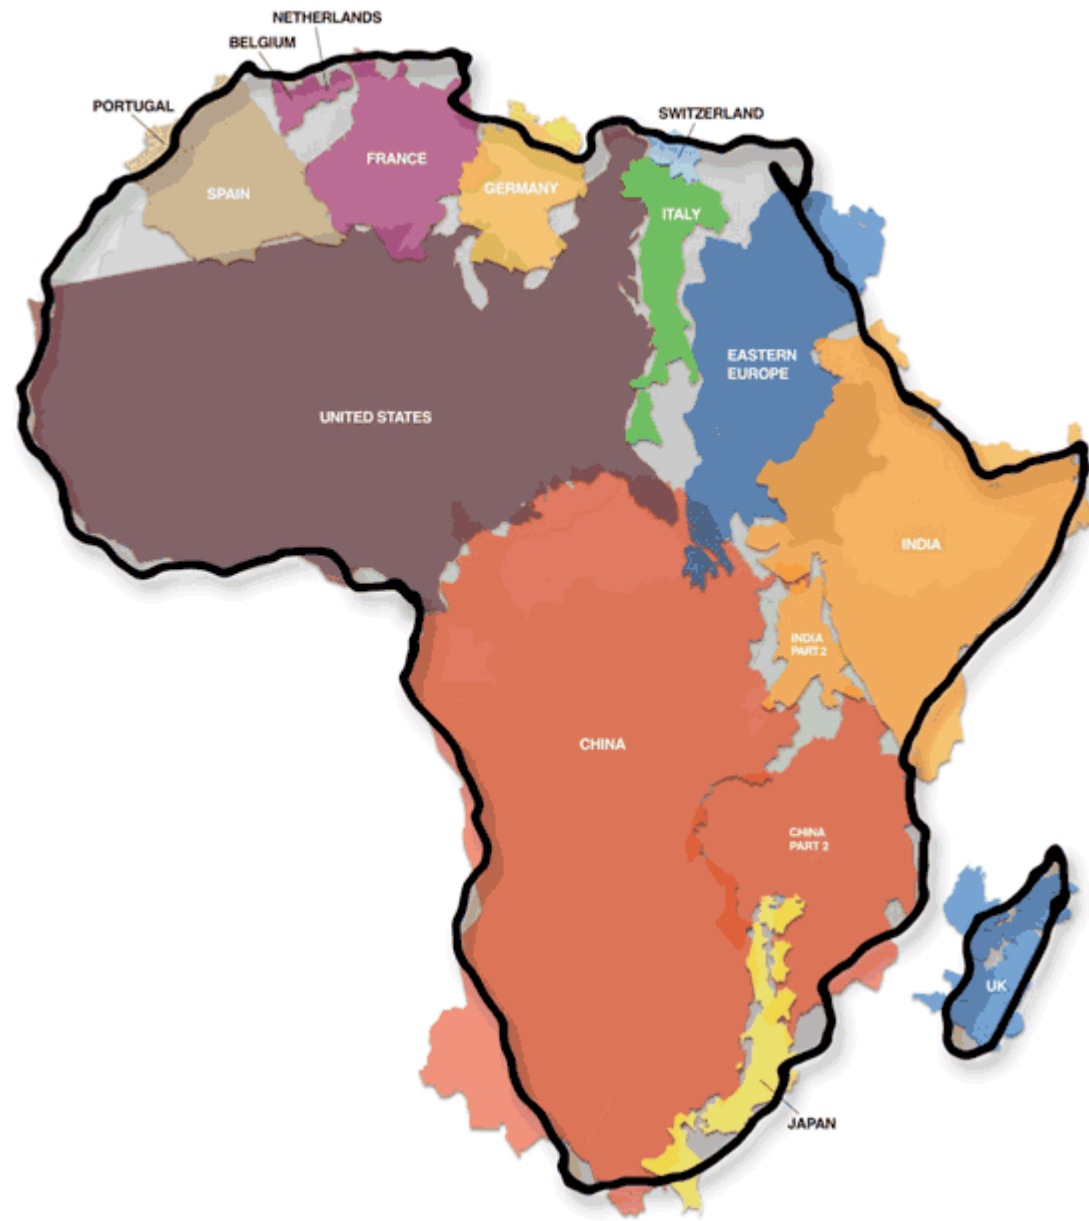 NETHERLANDS
BELGIUM
PORTUGAL
SWITZERLAND
FRANCE
SPAIN
GERMANY
ITALY
EASTERN
EUROPE
UNITED STATES
INDIA
INDIA
PART 2
CHINA
CHINA
PART 2
UK
JAPAN